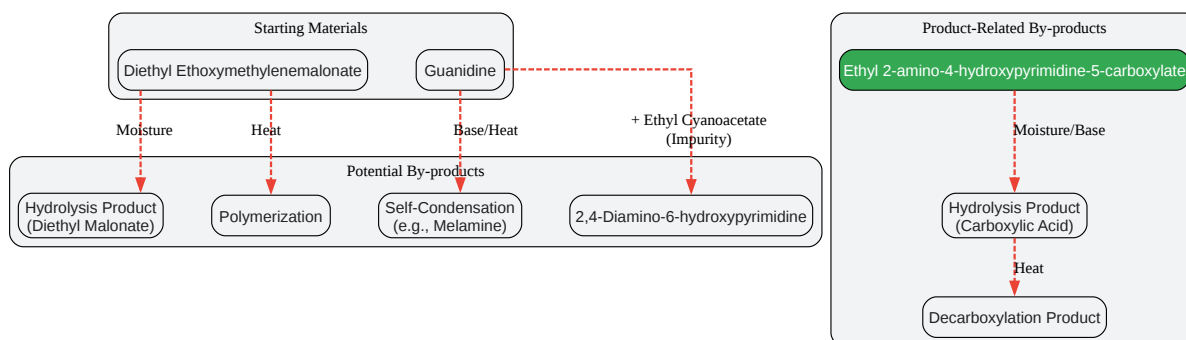 Starting Materials
Diethyl Ethoxymethylenemalonate
Guanidine
Moisture
Heat
Base/Heat
+ Ethyl Cyanoacetate
(Impurity)
Potential By-products
Hydrolysis Product
(Diethyl Malonate)
Polymerization
Self-Condensation
(e.g., Melamine)
2,4-Diamino-6-hydroxypyrimidine
Product-Related By-products
Ethyl 2-amino-4-hydroxypyrimidine-5-carboxylate
Moisture/Base
Hydrolysis Product
(Carboxylic Acid)
Heat
Decarboxylation Product